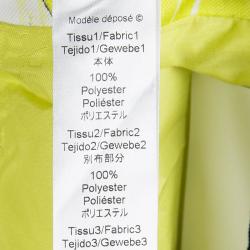 Modèle déposé ©
Tissu1/Fabric1
Tejido1/Gewebe1
本体
100%
Polyester
Poliéster
ポリエステル
Tissu2/Fabric2
Tejido2/Gewebe2
別布部分
100%
Polyester
Poliéster
ポリエステル
Tissu3/Fabric3
Tejido3/Gewebe3